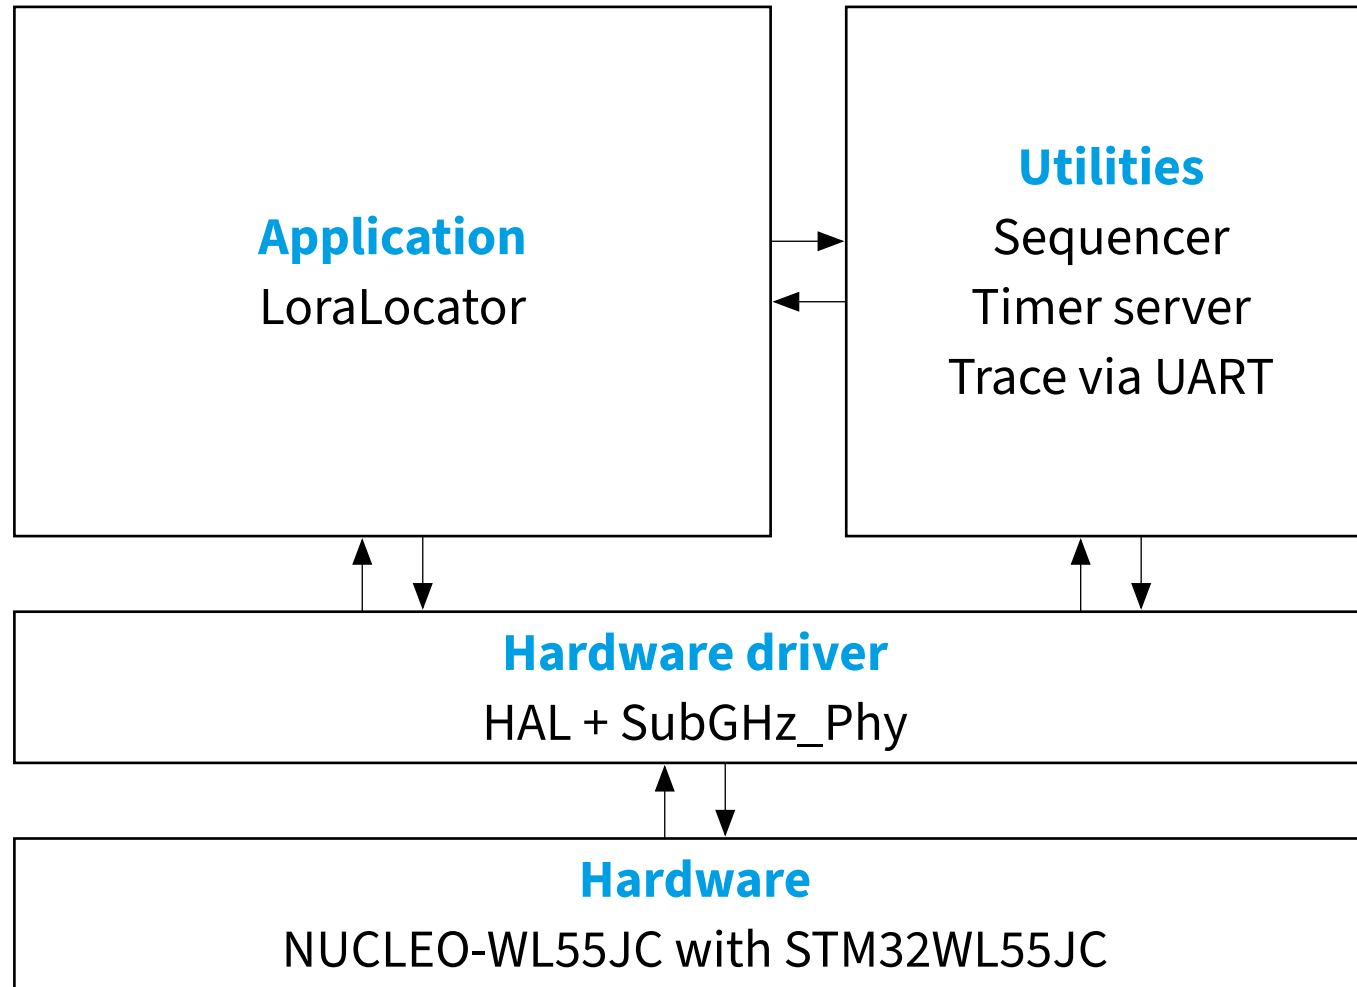 Application
LoraLocator
Utilities
Sequencer
Timer server
Trace via UART
Hardware driver
HAL + SubGHz_Phy
Hardware
NUCLEO-WL55JC with STM32WL55JC